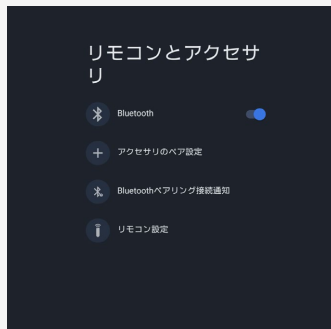 リモコンとアクセサ
リ
Bluetooth
アクセサリのペア設定
Bluetoothペアリング接続通知
リモコン設定